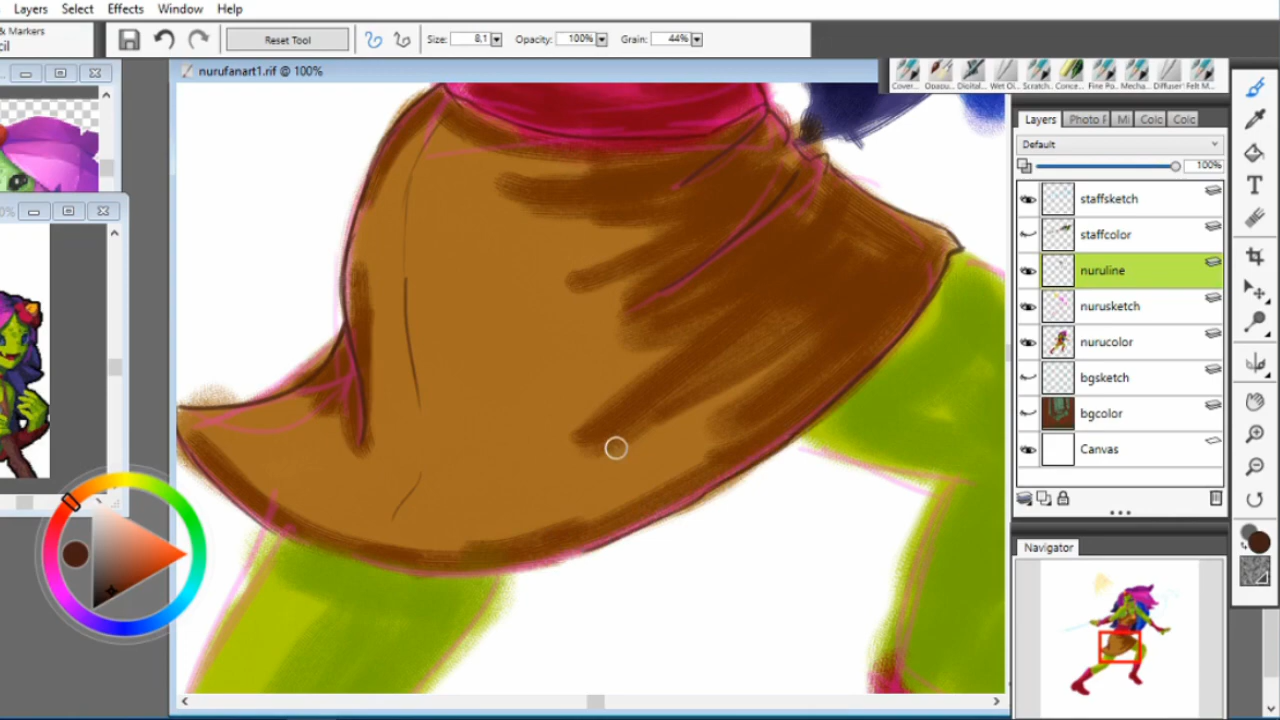 Layers Select Effects Window Help
& Markers
cil
Reset Tool
Size: 8,1
Opacity: 100%
Grain: 44%
nurufanart1.rif @ 100%
Cover... Opaqu... Digital... Wet Oi... Scratch... Conce... Fine Po... Mecha... Diffuser Felt M...
Layers Photo P Mi Colc Colc
Default
100%
staffsketch
staffcolor
nuruline
nurusketch
nurucolor
bgsketch
bgcolor
Canvas
Navigator